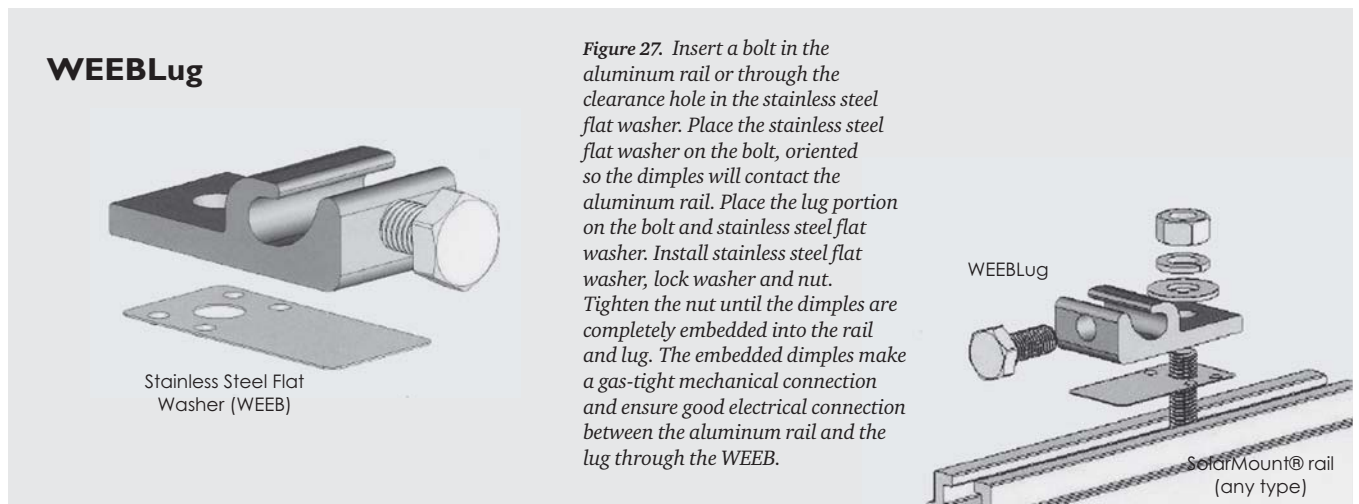 WEEBLug
Stainless Steel Flat
Washer (WEEB)
Figure 27. Insert a bolt in the
aluminum rail or through the
clearance hole in the stainless steel
flat washer. Place the stainless steel
flat washer on the bolt, oriented
so the dimples will contact the
aluminum rail. Place the lug portion
on the bolt and stainless steel flat
washer. Install stainless steel flat
washer, lock washer and nut.
Tighten the nut until the dimples are
completely embedded into the rail
and lug. The embedded dimples make
a gas-tight mechanical connection
and ensure good electrical connection
between the aluminum rail and the
lug through the WEEB.
WEEBLug
SolarMount® rail
(any type)